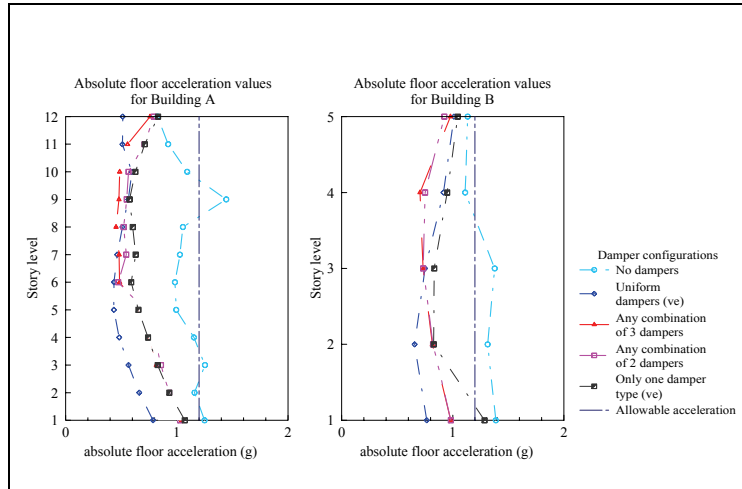 Absolute floor acceleration values
for Building A
12
11
10
9
8
7
6
5
4
3
2
1
Story level
0
1
2
absolute floor acceleration (g)
Absolute floor acceleration values
for Building B
5
4
3
2
1
Story level
0
1
2
absolute floor acceleration (g)
Damper configurations
No dampers
Uniform
dampers (ve)
Any combination
of 3 dampers
Any combination
of 2 dampers
Only one damper
type (ve)
Allowable acceleration